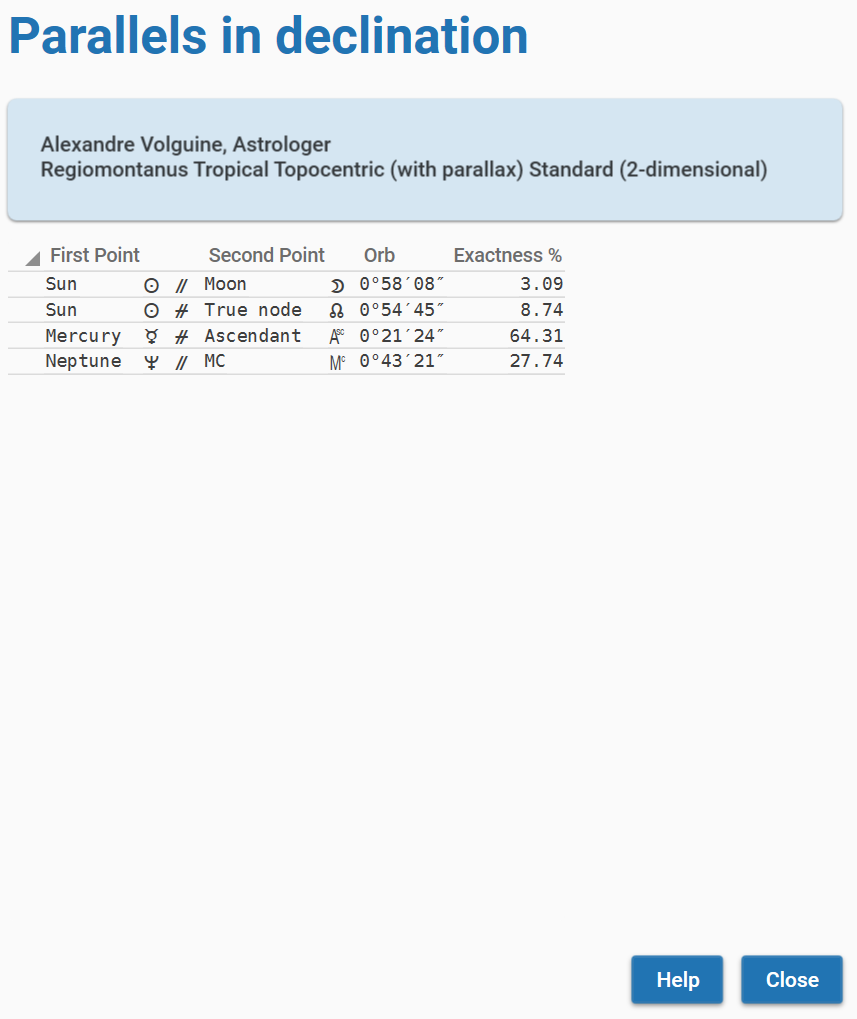 Parallels in declination
Alexandre Volguine, Astrologer
Regiomontanus Tropical Topocentric (with parallax) Standard (2-dimensional)
First Point Second Point Orb Exactness %
Sun ☉ // Moon ☽ 0°58′08″ 3.09
Sun ☉ # True node ☊ 0°54′45″ 8.74
Mercury ☿ # Ascendant Asc 0°21′24″ 64.31
Neptune ♆ // MC Mc 0°43′21″ 27.74
Help Close